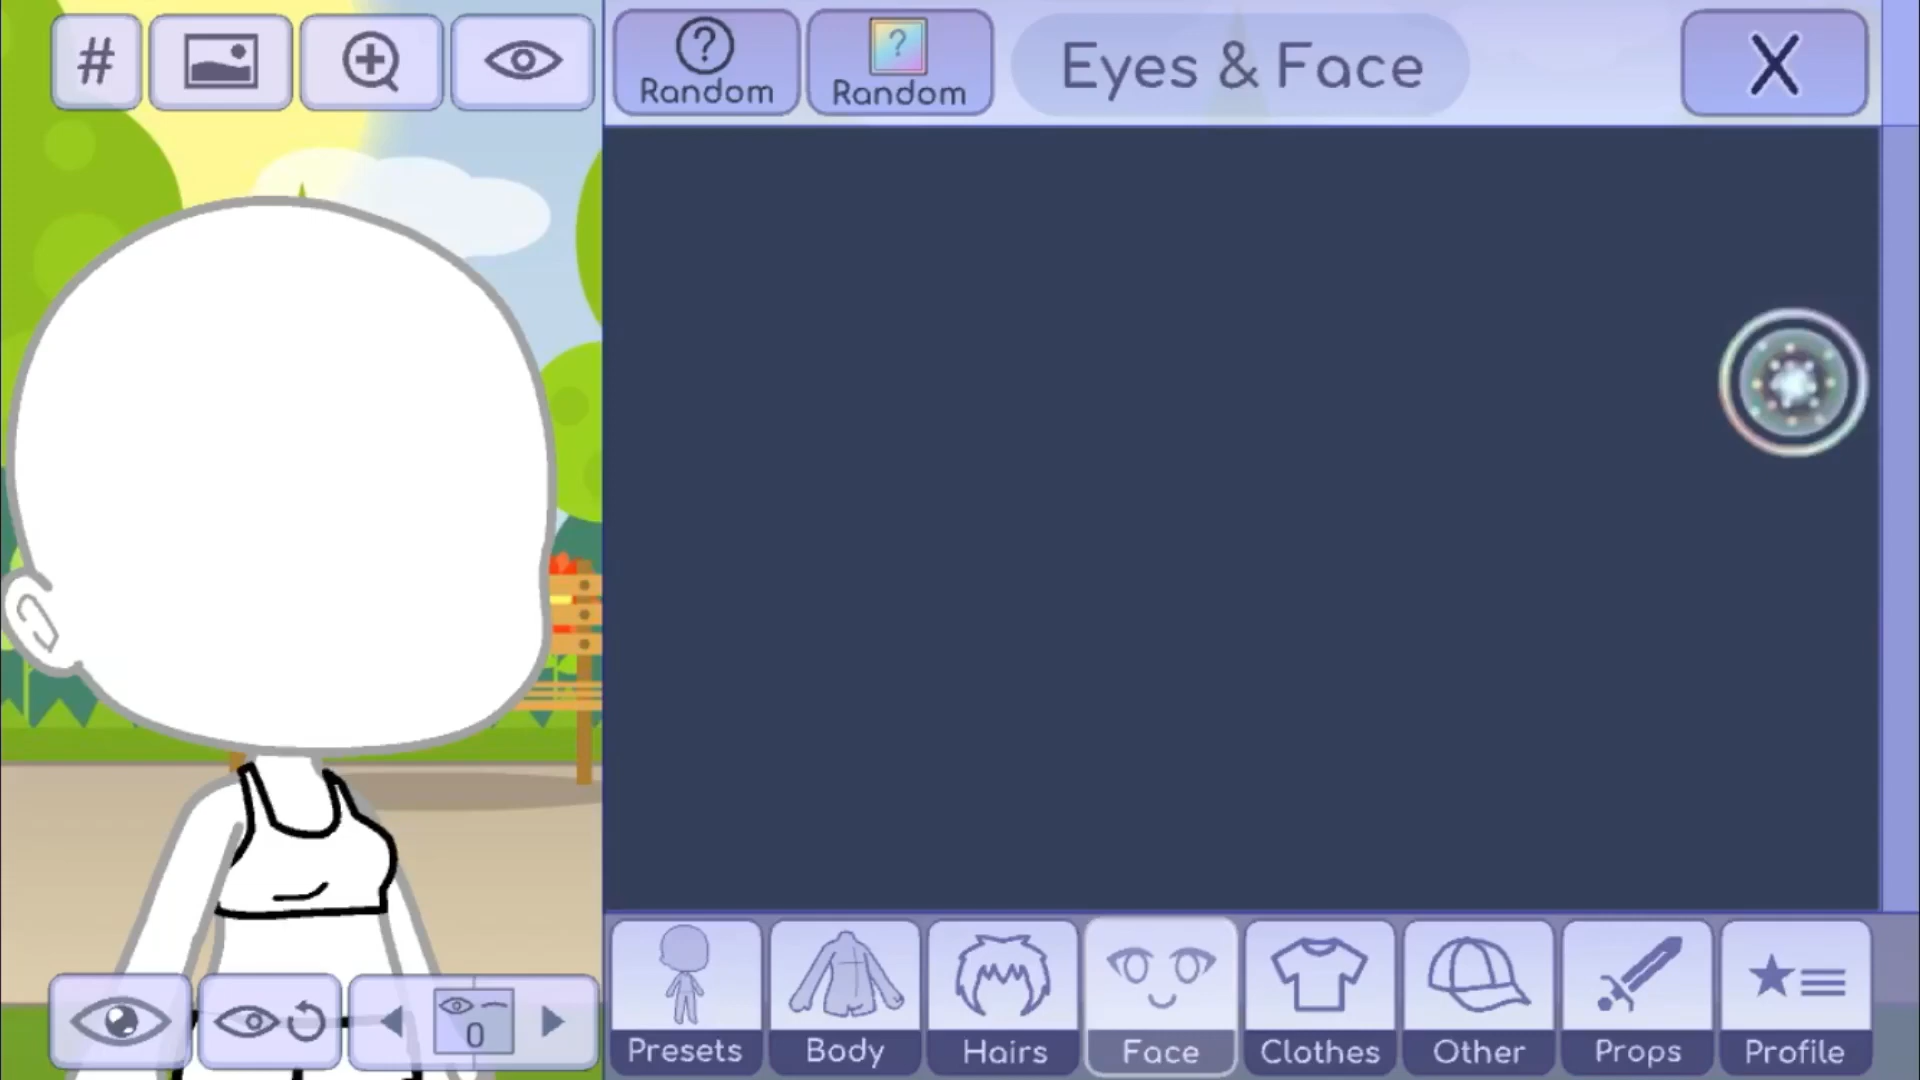 #
? Random
? Random
Eyes & Face
X
0
Presets
Body
Hairs
Face
Clothes
Other
Props
Profile